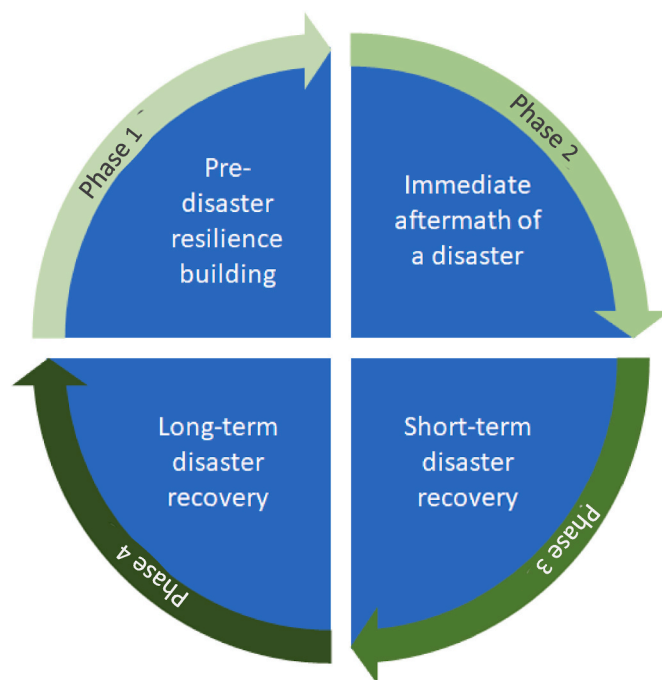 Phase 1
Pre-
disaster
resilience
building
Phase 2
Immediate
aftermath of
a disaster
Phase 3
Short-term
disaster
recovery
Phase 4
Long-term
disaster
recovery